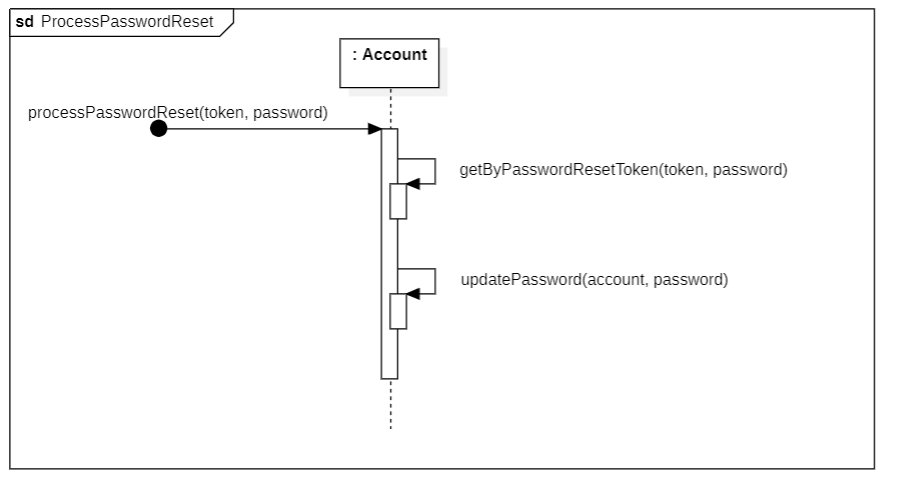 sd ProcessPasswordReset
: Account
processPasswordReset(token, password)
getByPasswordResetToken(token, password)
updatePassword(account, password)